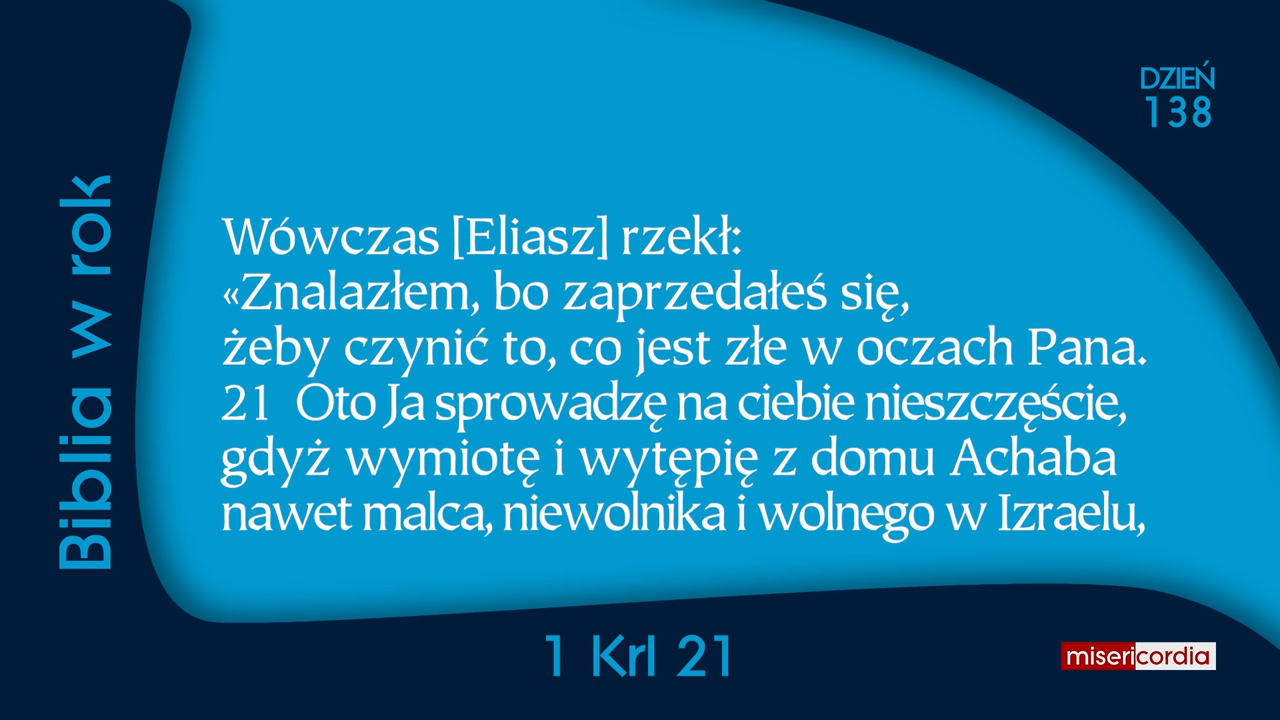 DZIEŃ
138
Biblia w rok
Wówczas [Eliasz] rzekł:
«Znalazłem, bo zaprzedałeś się,
żeby czynić to, co jest złe w oczach Pana.
21 Oto Ja sprowadzę na ciebie nieszczęście,
gdyż wymiotę i wytępię z domu Achaba
nawet malca, niewolnika i wolnego w Izraelu,
1 Krl 21
misericordia